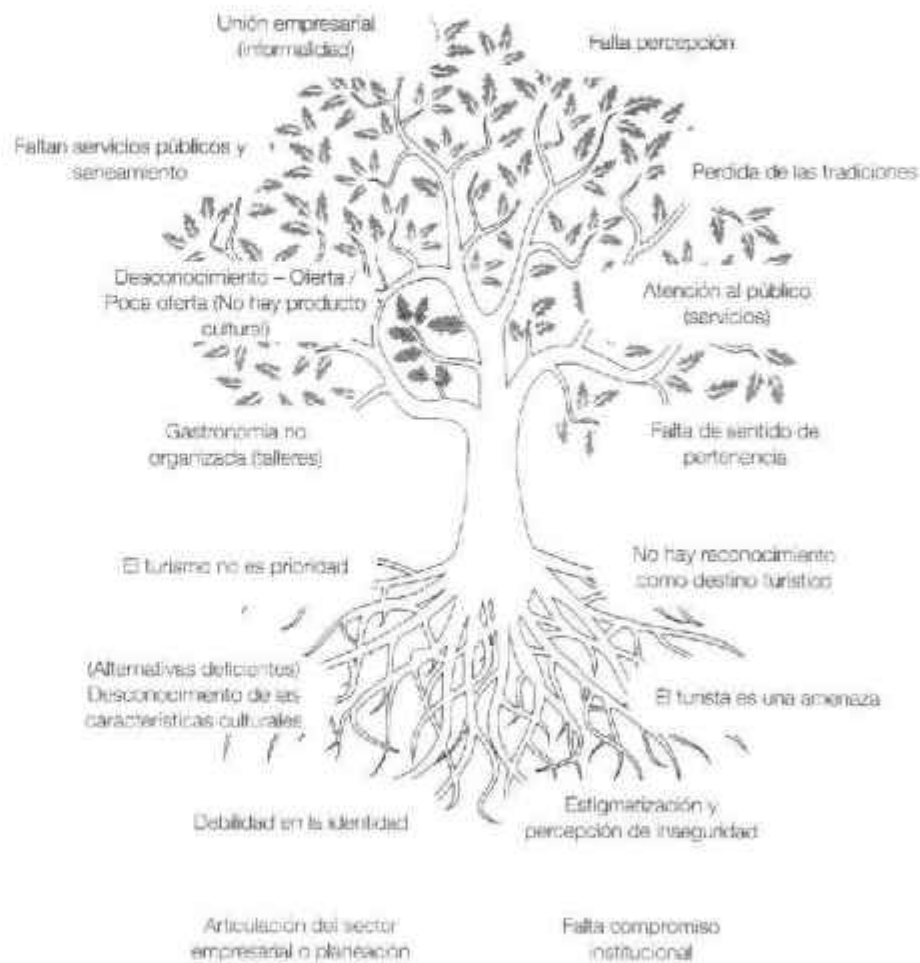 Unión empresarial
(informalidad)
Falta percepción
Faltan servicios públicos y
saneamiento
Perdida de las tradiciones
Desconocimiento – Oferta /
Poca oferta (No hay producto
cultural)
Atención al público
(servicios)
Gastronomía no
organizada (talleres)
Falta de sentido de
pertenencia
El turismo no es prioridad
No hay reconocimiento
como destino turístico
(Alternativas deficientes)
Desconocimiento de las
características culturales
El turista es una amenaza
Debilidad en la identidad
Estigmatización y
percepción de inseguridad
Articulación del sector
empresarial o planeación
Falta compromiso
institucional